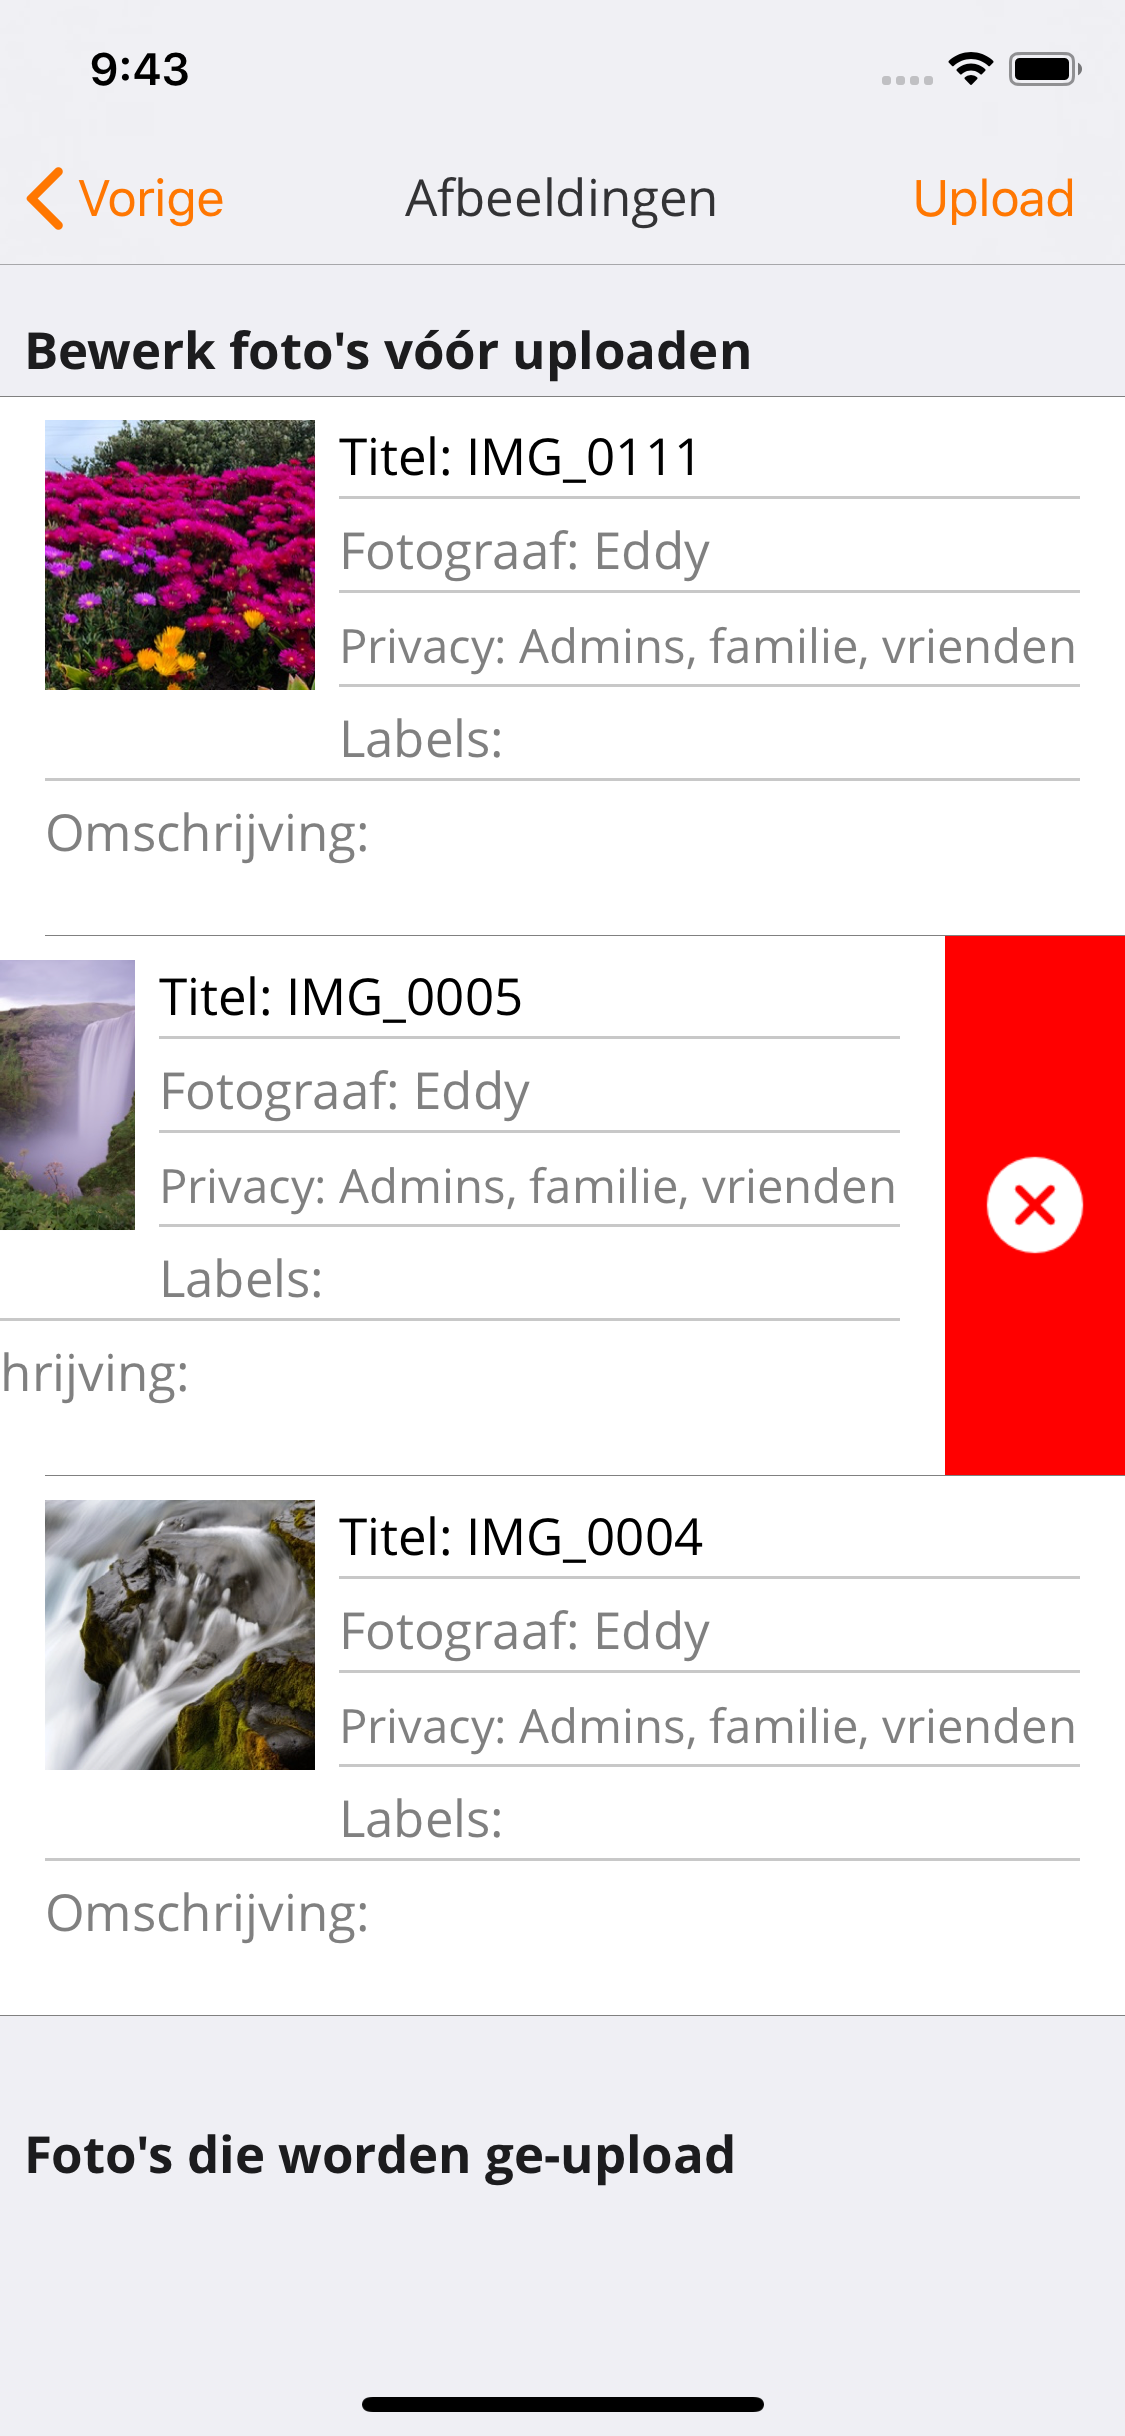 9:43
Vorige
Afbeeldingen
Upload
Bewerk foto's vóór uploaden
Titel: IMG_0111
Fotograaf: Eddy
Privacy: Admins, familie, vrienden
Labels:
Omschrijving:
Titel: IMG_0005
Fotograaf: Eddy
Privacy: Admins, familie, vrienden
Labels:
hrijving:
Titel: IMG_0004
Fotograaf: Eddy
Privacy: Admins, familie, vrienden
Labels:
Omschrijving:
Foto's die worden ge-upload